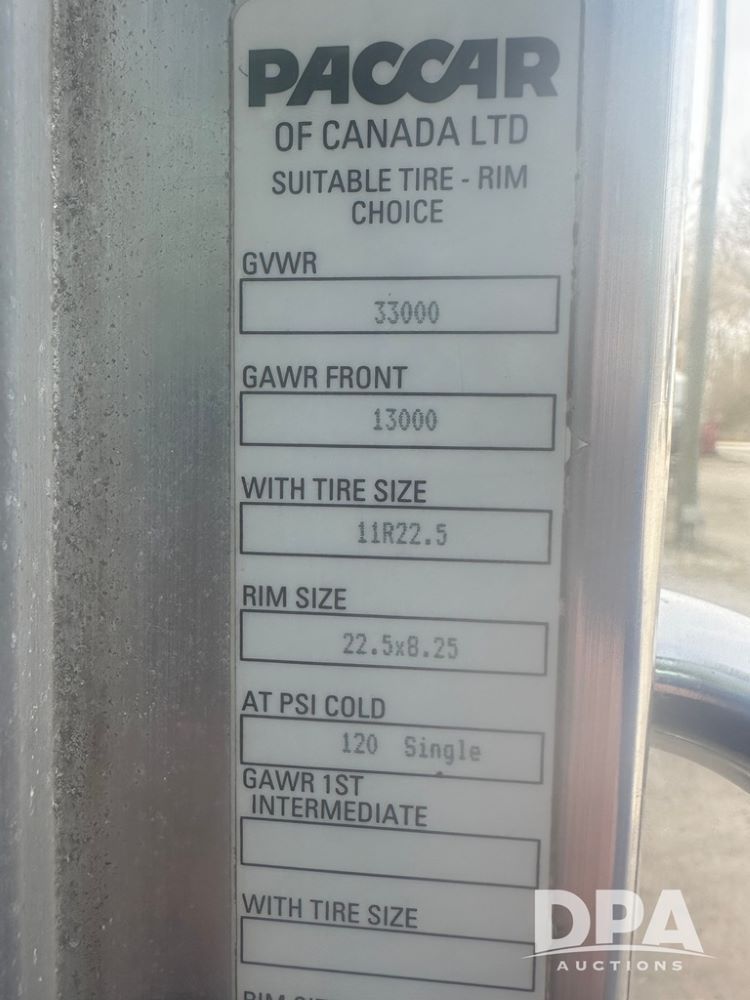 PACCAR
OF CANADA LTD
SUITABLE TIRE - RIM
CHOICE
GVWR
33000
GAWR FRONT
13000
WITH TIRE SIZE
11R22.5
RIM SIZE
22.5x8.25
AT PSI COLD
120 Single
GAWR 1ST
INTERMEDIATE
WITH TIRE SIZE
DPA
AUCTIONS